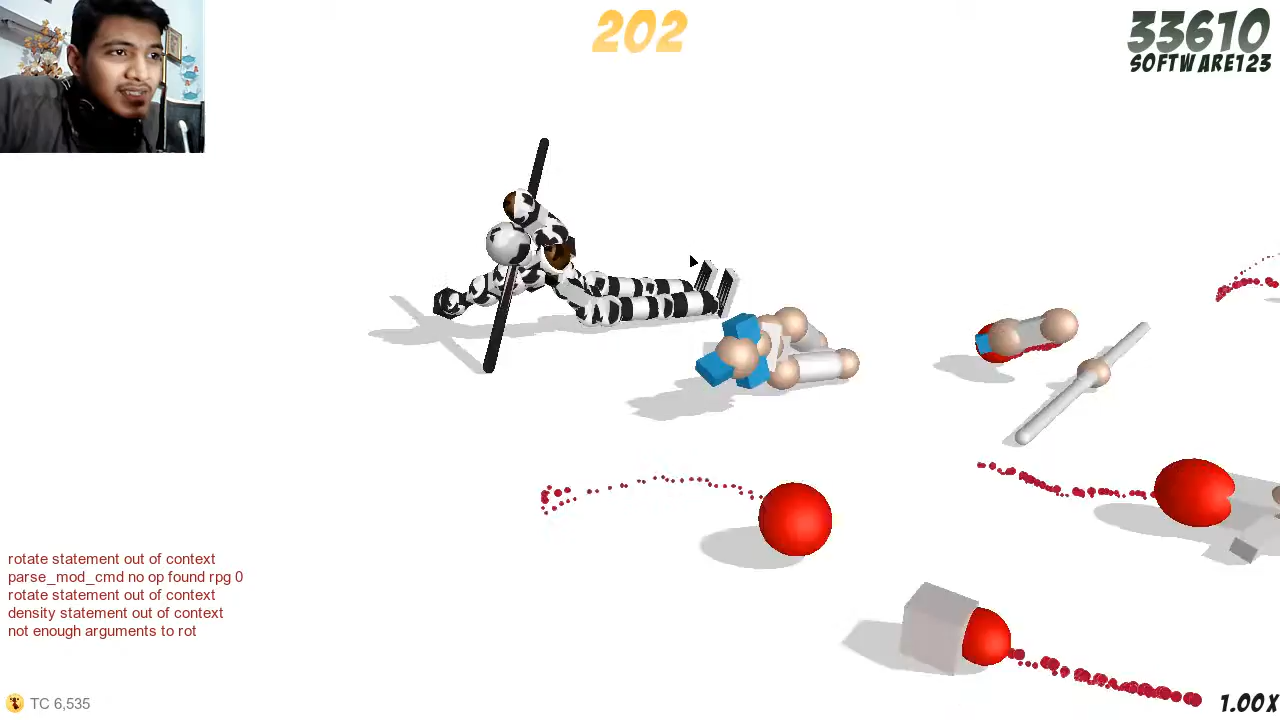 202
33610
SOFTWARE123
rotate statement out of context
parse_mod_cmd no op found rpg 0
rotate statement out of context
density statement out of context
not enough arguments to rot
TC 6,535
1.00X